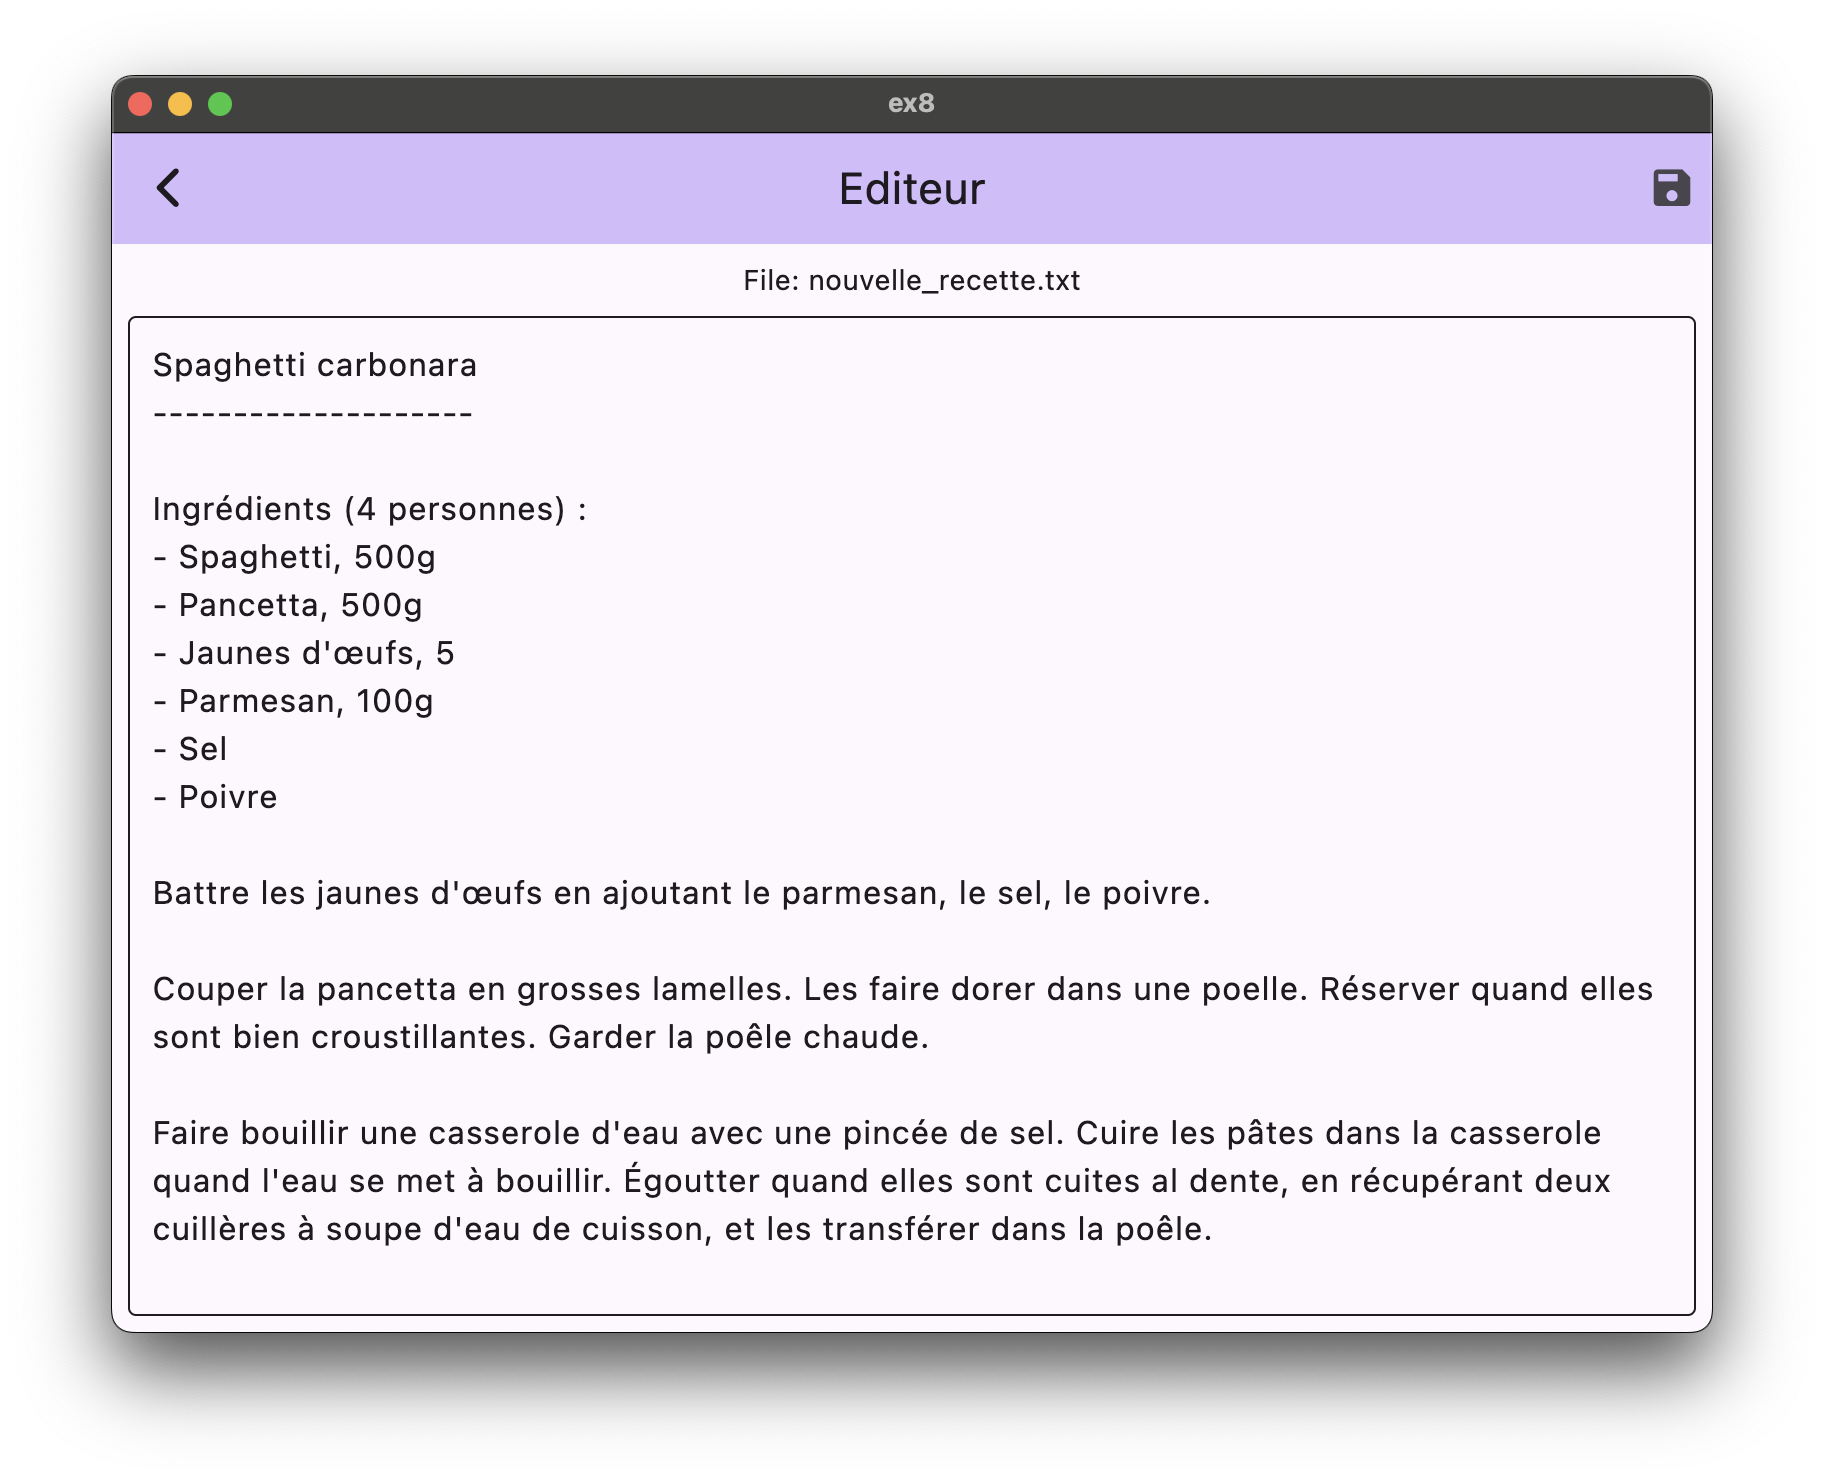 ex8
Editeur
File: nouvelle_recette.txt
Spaghetti carbonara
--------------------
Ingrédients (4 personnes) :
- Spaghetti, 500g
- Pancetta, 500g
- Jaunes d'œufs, 5
- Parmesan, 100g
- Sel
- Poivre
Battre les jaunes d'œufs en ajoutant le parmesan, le sel, le poivre.
Couper la pancetta en grosses lamelles. Les faire dorer dans une poelle. Réserver quand elles
sont bien croustillantes. Garder la poêle chaude.
Faire bouillir une casserole d'eau avec une pincée de sel. Cuire les pâtes dans la casserole
quand l'eau se met à bouillir. Égoutter quand elles sont cuites al dente, en récupérant deux
cuillères à soupe d'eau de cuisson, et les transférer dans la poêle.